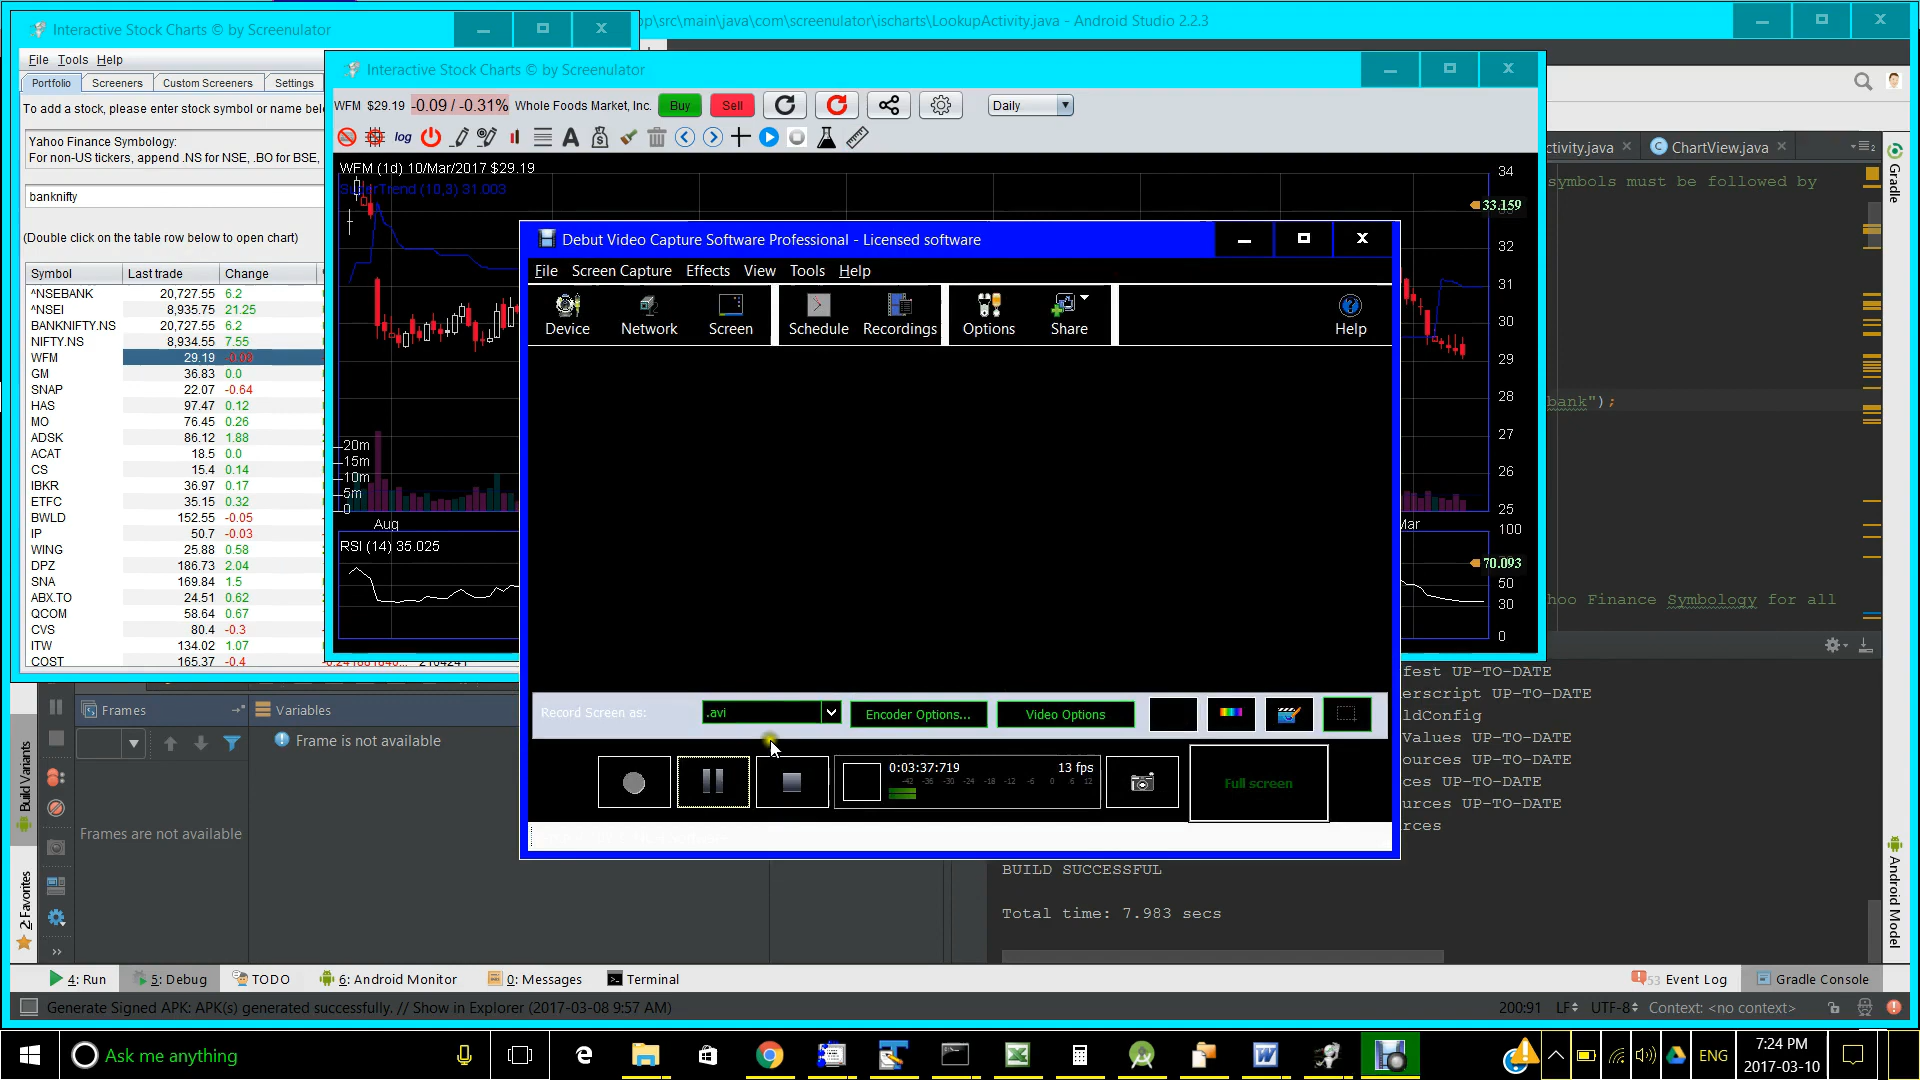 Interactive Stock Charts © by Screenulator
File Tools Help
Portfolio Screeners Custom Screeners Settings
To add a stock, please enter stock symbol or name
Yahoo Finance Symbology:
For non-US tickers, append .NS for NSE, .BO for BSE,
banknifty
(Double click on the table row below to open chart)
Symbol Last trade Change
^NSEBANK 20,727.55 6.2
^NSEI 8,935.75 21.25
BANKNIFTY.NS 20,727.55 6.2
NIFTY.NS 8,934.55 7.55
WFM 29.19 -0.09
GM 36.83 0.0
SNAP 22.07 -0.64
HAS 97.47 0.12
MO 76.45 0.26
ADSK 86.12 1.88
ACAT 18.5 0.0
CS 15.4 0.14
IBKR 36.97 0.17
ETFC 35.15 0.32
BWLD 152.55 -0.05
IP 50.7 -0.03
WING 25.88 0.58
DPZ 186.73 2.04
SNA 169.84 1.5
ABX.TO 24.51 0.62
QCOM 58.64 0.67
CVS 80.4 -0.3
ITW 134.02 1.07
COST 165.37 -0.4
\src\main\java\com\screenulator\ischarts\LookupActivity.java - Android Studio 2.2.3
Interactive Stock Charts © by Screenulator
WFM $29.19 -0.09 / -0.31% Whole Foods Market, Inc. Buy Sell Daily
log
WFM (1d) 10/Mar/2017 $29.19
SuperTrend (10,3) 31.003
34
33.159
32
31
30
29
28
27
26
25
20m
15m
10m
5m
0
Aug
Mar
RSI (14) 35.025
100
70.093
50
30
0
Debut Video Capture Software Professional - Licensed software
File Screen Capture Effects View Tools Help
Device Network Screen Schedule Recordings Options Share Help
Record Screen as: .avi Encoder Options... Video Options
0:03:37:719 13 fps
-42 -36 -30 -24 -18 -12 -6 0 6 12
Full screen
ctivity.java ChartView.java
symbols must be followed by
bank");
hoo Finance Symbology for all
Gradle
Android Model
fest UP-TO-DATE
erscript UP-TO-DATE
ldConfig
Values UP-TO-DATE
ources UP-TO-DATE
ces UP-TO-DATE
urces UP-TO-DATE
rces
BUILD SUCCESSFUL
Total time: 7.983 secs
Build Variants
2: Favorites
Frames
Variables
Frame is not available
Frames are not available
4: Run 5: Debug TODO 6: Android Monitor 0: Messages Terminal
53 Event Log Gradle Console
Generate Signed APK: APK(s) generated successfully. // Show in Explorer (2017-03-08 9:57 AM)
200:91 LF UTF-8 Context: <no context>
Ask me anything
ENG
7:24 PM
2017-03-10